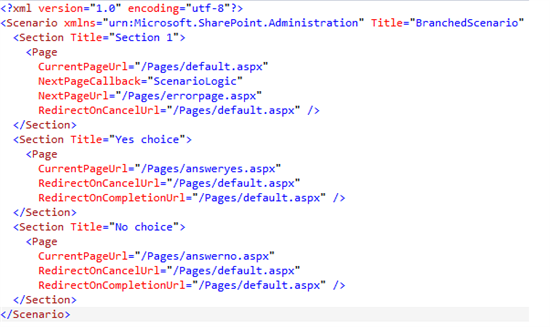 <?xml version="1.0" encoding="utf-8"?>
<Scenario xmlns="urn:Microsoft.SharePoint.Administration" Title="BranchedScenario"
<Section Title="Section 1">
<Page
CurrentPageUrl="/Pages/default.aspx"
NextPageCallback="ScenarioLogic"
NextPageUrl="/Pages/errorpage.aspx"
RedirectOnCancelUrl="/Pages/default.aspx" />
</Section>
<Section Title="Yes choice">
<Page
CurrentPageUrl="/Pages/answeryes.aspx"
RedirectOnCancelUrl="/Pages/default.aspx"
RedirectOnCompletionUrl="/Pages/default.aspx" />
</Section>
<Section Title="No choice">
<Page
CurrentPageUrl="/Pages/answerno.aspx"
RedirectOnCancelUrl="/Pages/default.aspx"
RedirectOnCompletionUrl="/Pages/default.aspx" />
</Section>
</Scenario>